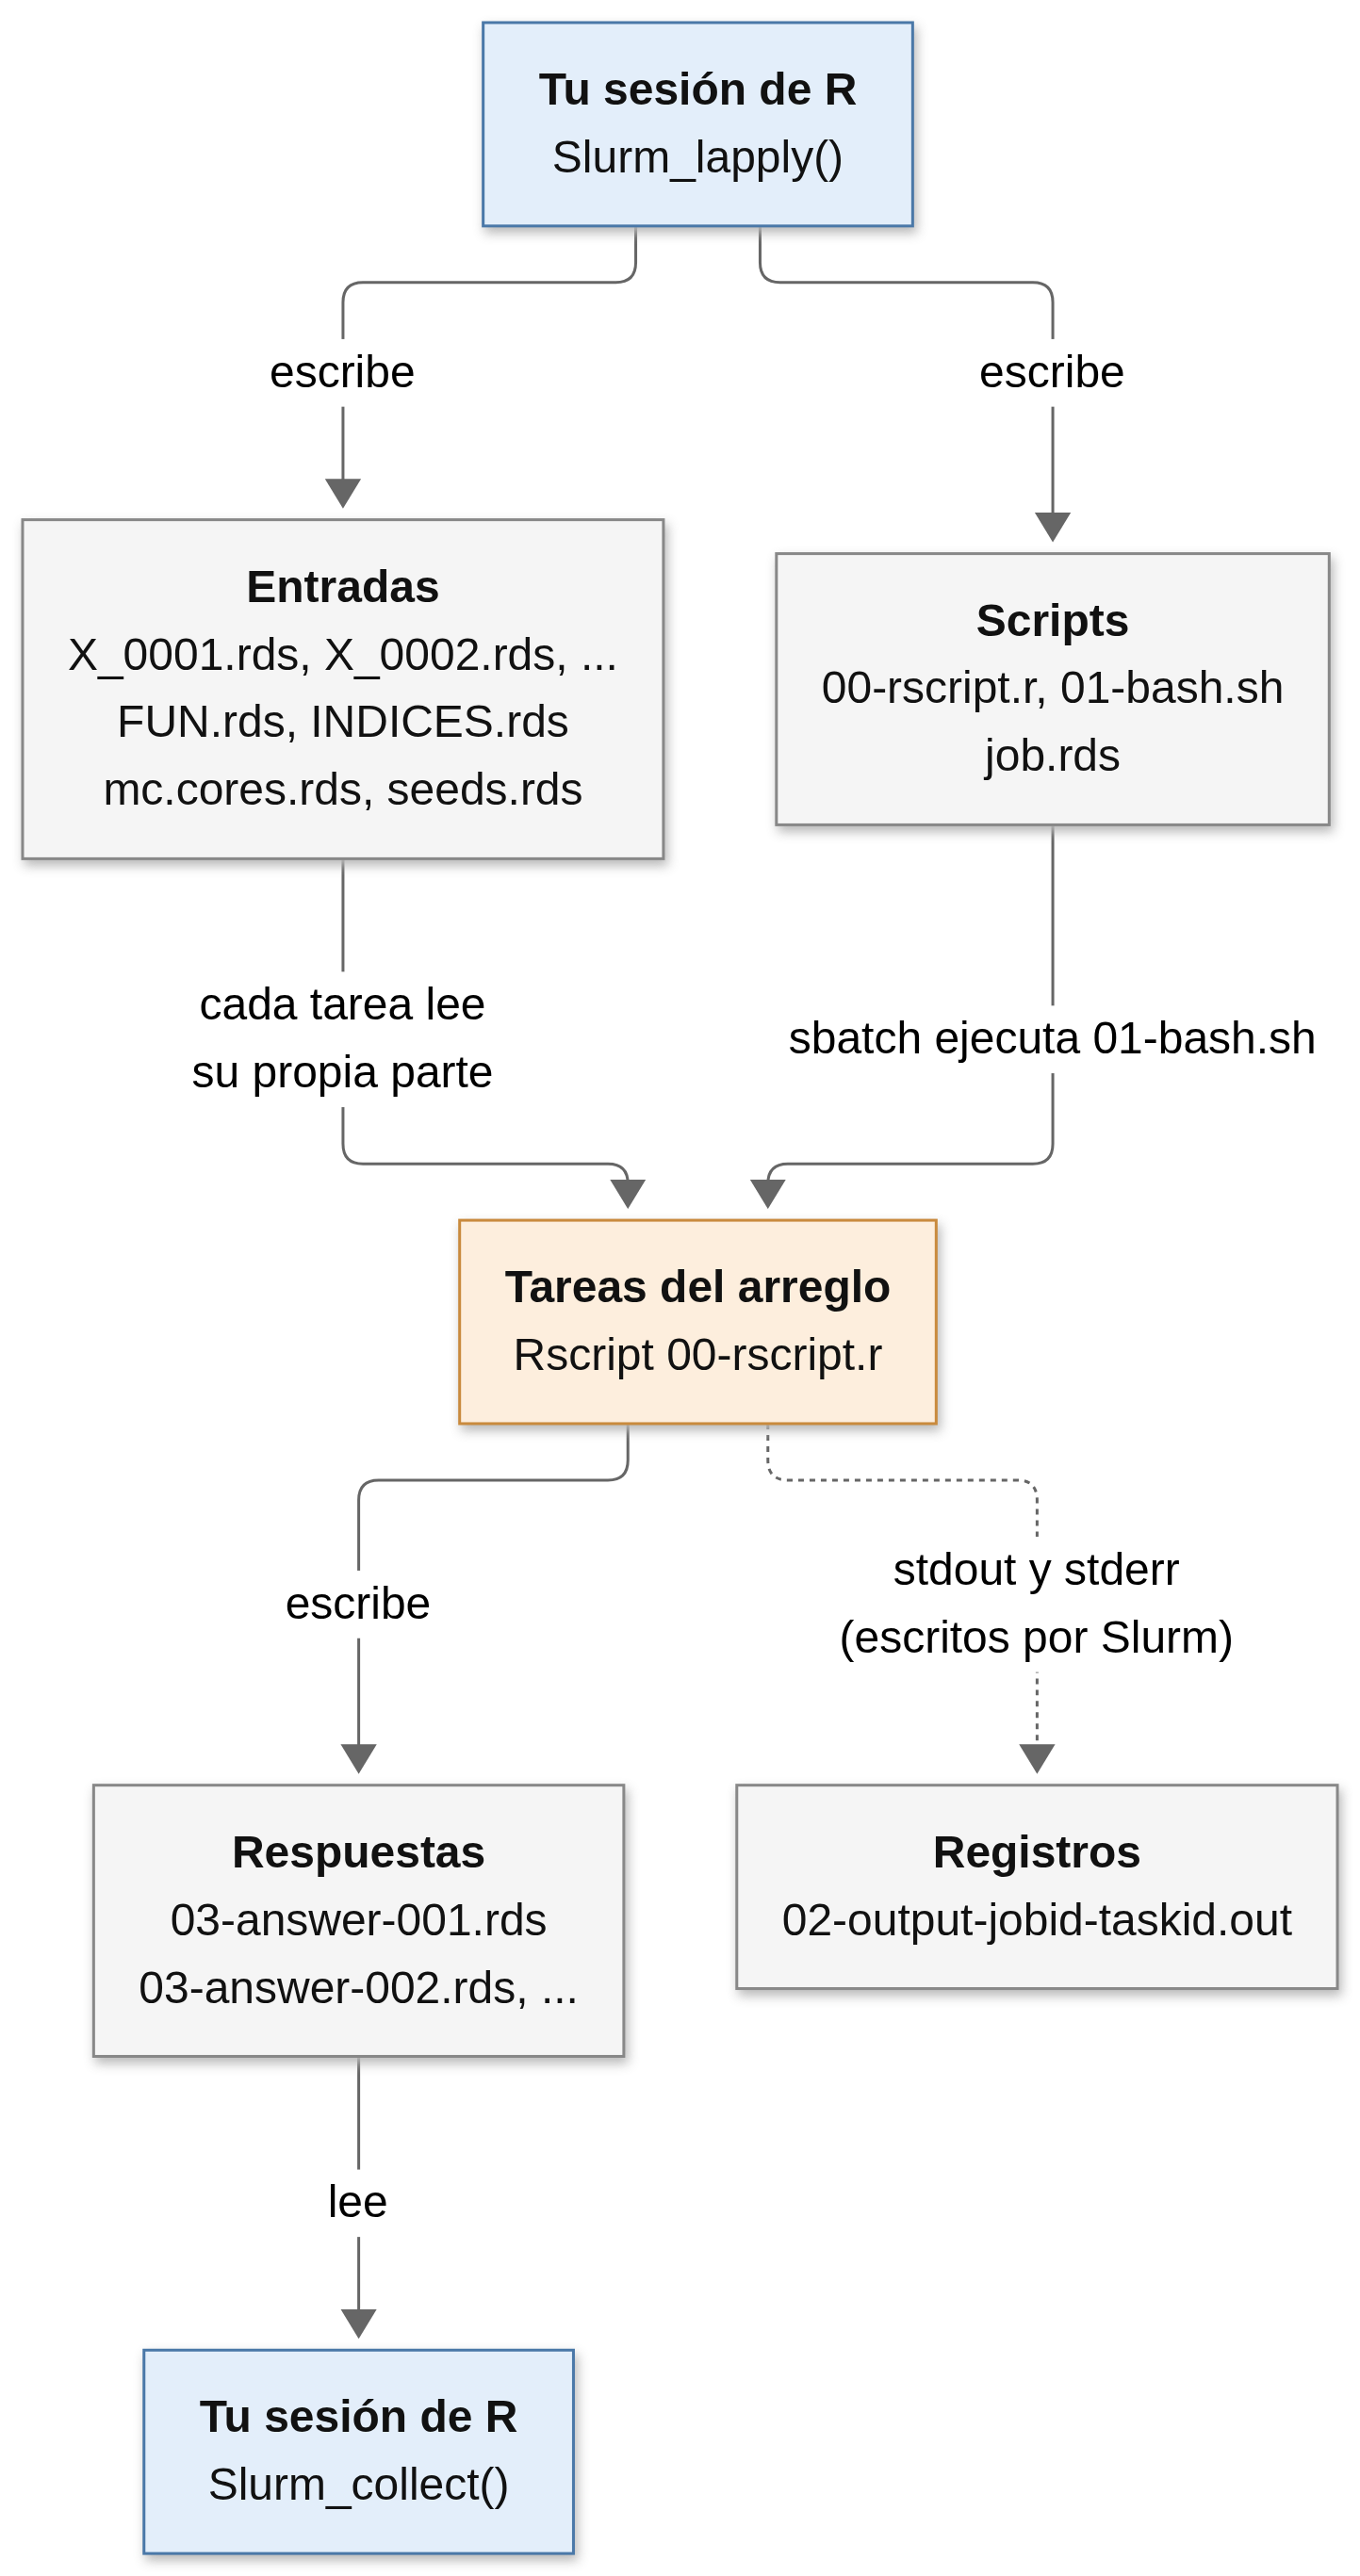 Tu sesión de R
Slurm_lapply()
escribe
escribe
Entradas
X_0001.rds, X_0002.rds, ...
FUN.rds, INDICES.rds
mc.cores.rds, seeds.rds
Scripts
00-rscript.r, 01-bash.sh
job.rds
cada tarea lee
su propia parte
sbatch ejecuta 01-bash.sh
Tareas del arreglo
Rscript 00-rscript.r
escribe
stdout y stderr
(escritos por Slurm)
Respuestas
03-answer-001.rds
03-answer-002.rds, ...
Registros
02-output-jobid-taskid.out
lee
Tu sesión de R
Slurm_collect()